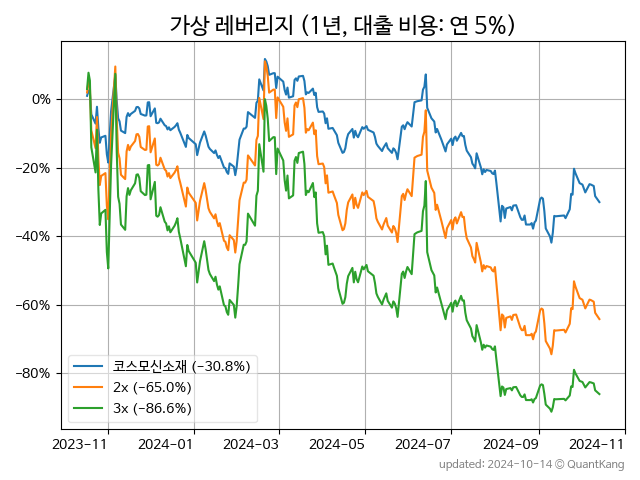 가상 레버리지 (1년, 대출 비용: 연 5%)
0%
−20%
−40%
−60%
−80%
코스모신소재 (−30.8%)
2x (−65.0%)
3x (−86.6%)
2023-11 2024-01 2024-03 2024-05 2024-07 2024-09 2024-11
updated: 2024-10-14 © QuantKang